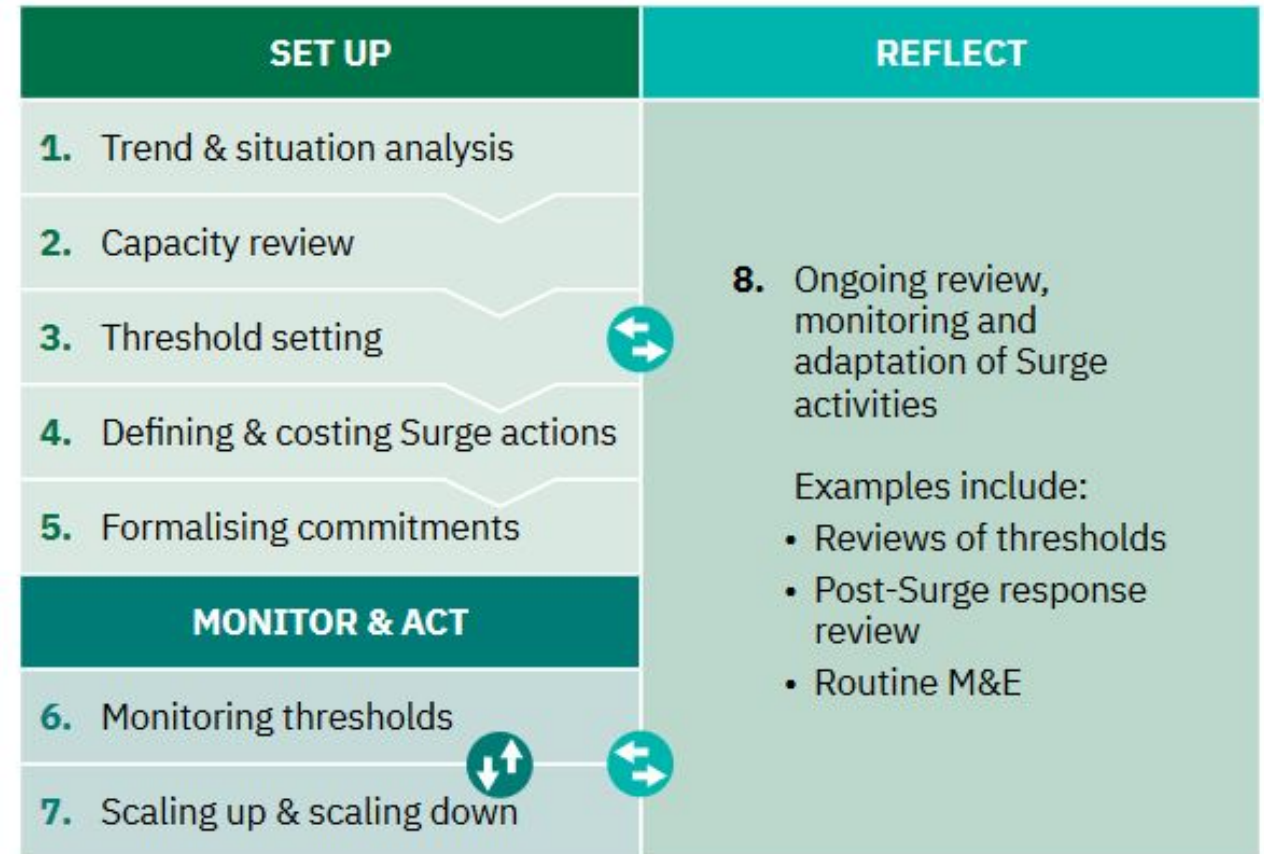 SET UP
1. Trend & situation analysis
2. Capacity review
3. Threshold setting
4. Defining & costing Surge actions
5. Formalising commitments
MONITOR & ACT
6. Monitoring thresholds
7. Scaling up & scaling down
REFLECT
8. Ongoing review,
monitoring and
adaptation of Surge
activities
Examples include:
• Reviews of thresholds
• Post-Surge response
review
• Routine M&E